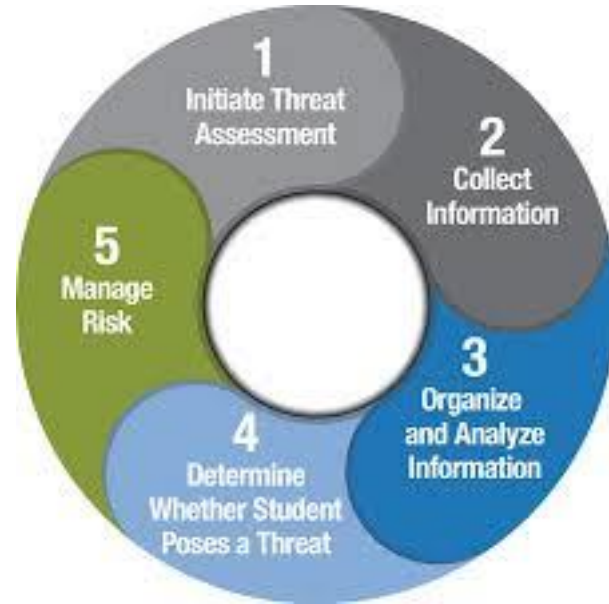 1
Initiate Threat
Assessment
2
Collect
Information
3
Organize
and Analyze
Information
4
Determine
Whether Student
Poses a Threat
5
Manage
Risk